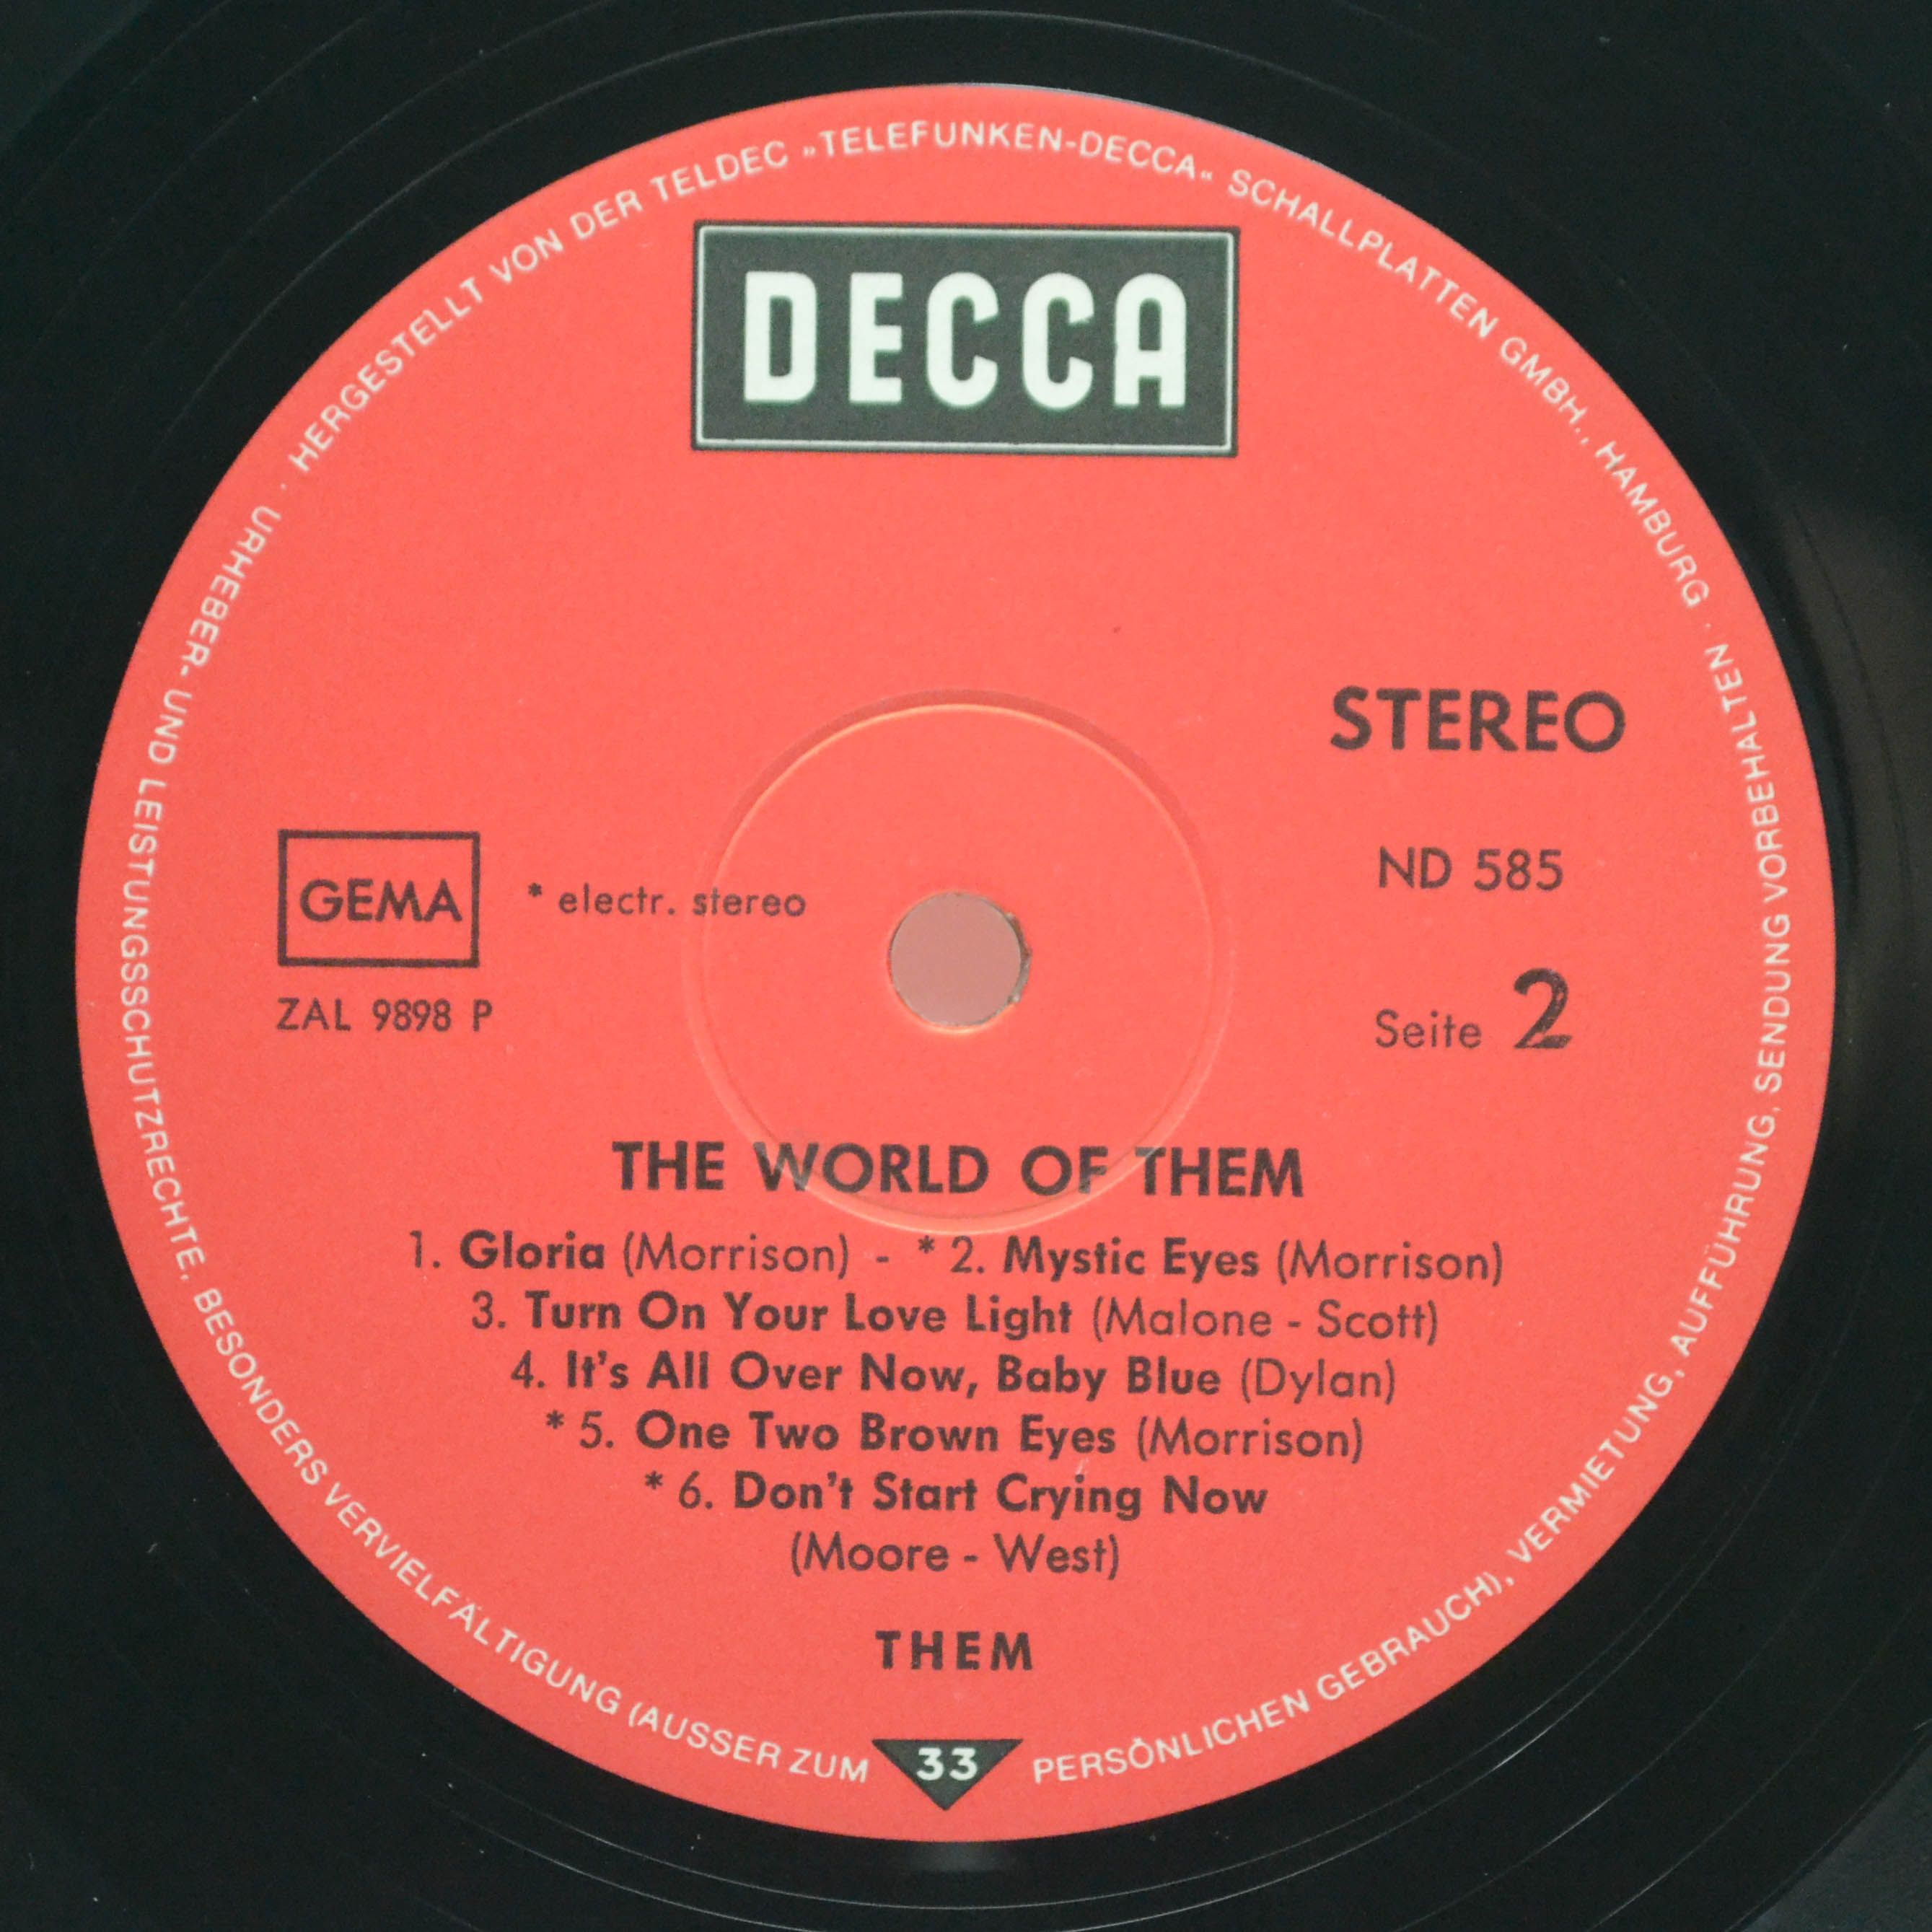 HERGESTELLT VON DER TELDEC „TELEFUNKEN-DECCA“ SCHALLPLATTEN GMBH., HAMBURG · URHEBER- UND LEISTUNGSSCHUTZRECHTE, BESONDERS VERVIELFÄLTIGUNG (AUSSER ZUM PERSÖNLICHEN GEBRAUCH), VERMIETUNG, AUFFÜHRUNG, SENDUNG VORBEHALTEN ·
DECCA
STEREO
ND 585
Seite 2
GEMA
* electr. stereo
ZAL 9898 P
THE WORLD OF THEM
1. Gloria (Morrison) - * 2. Mystic Eyes (Morrison)
3. Turn On Your Love Light (Malone - Scott)
4. It's All Over Now, Baby Blue (Dylan)
* 5. One Two Brown Eyes (Morrison)
* 6. Don't Start Crying Now
(Moore - West)
THEM
33